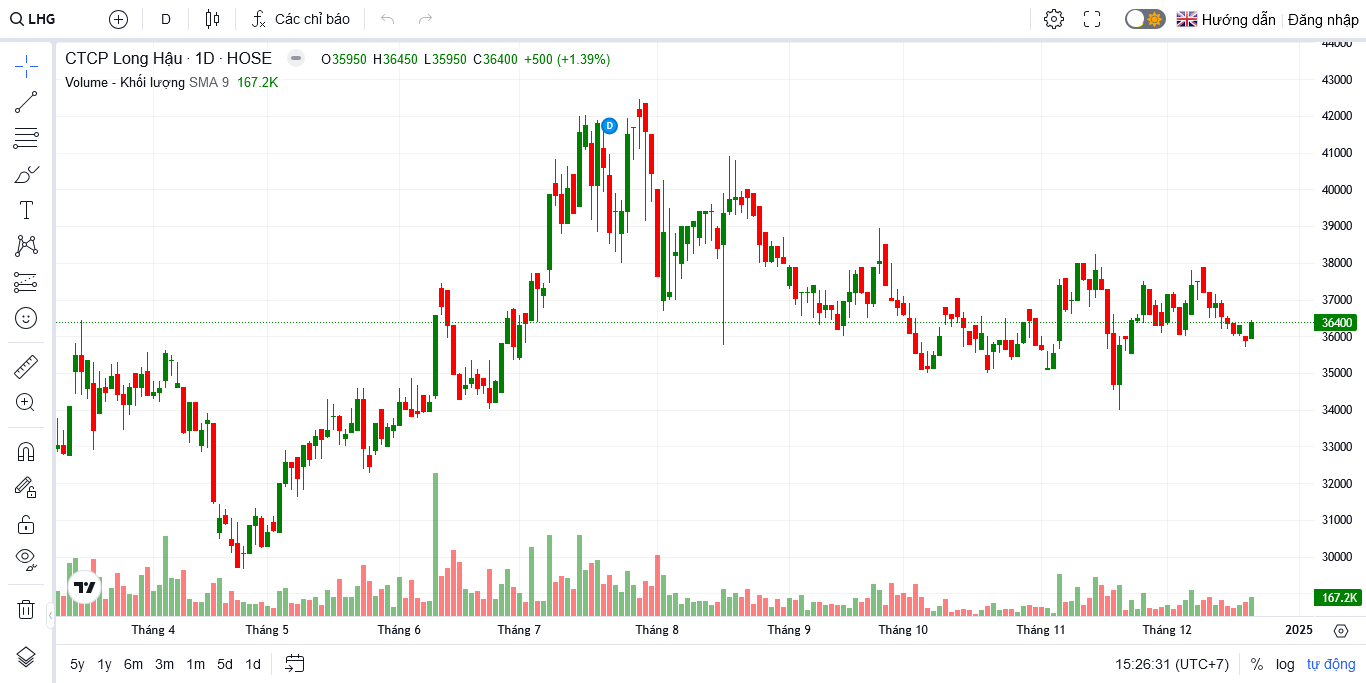 LHG D Các chỉ báo Hướng dẫn Đăng nhập
CTCP Long Hậu · 1D · HOSE O35950 H36450 L35950 C36400 +500 (+1.39%)
Volume - Khối lượng SMA 9 167.2K
D
44000
43000
42000
41000
40000
39000
38000
37000
36400
36000
35000
34000
33000
32000
31000
30000
167.2K
Tháng 4 Tháng 5 Tháng 6 Tháng 7 Tháng 8 Tháng 9 Tháng 10 Tháng 11 Tháng 12 2025
5y 1y 6m 3m 1m 5d 1d 15:26:31 (UTC+7) % log tự động